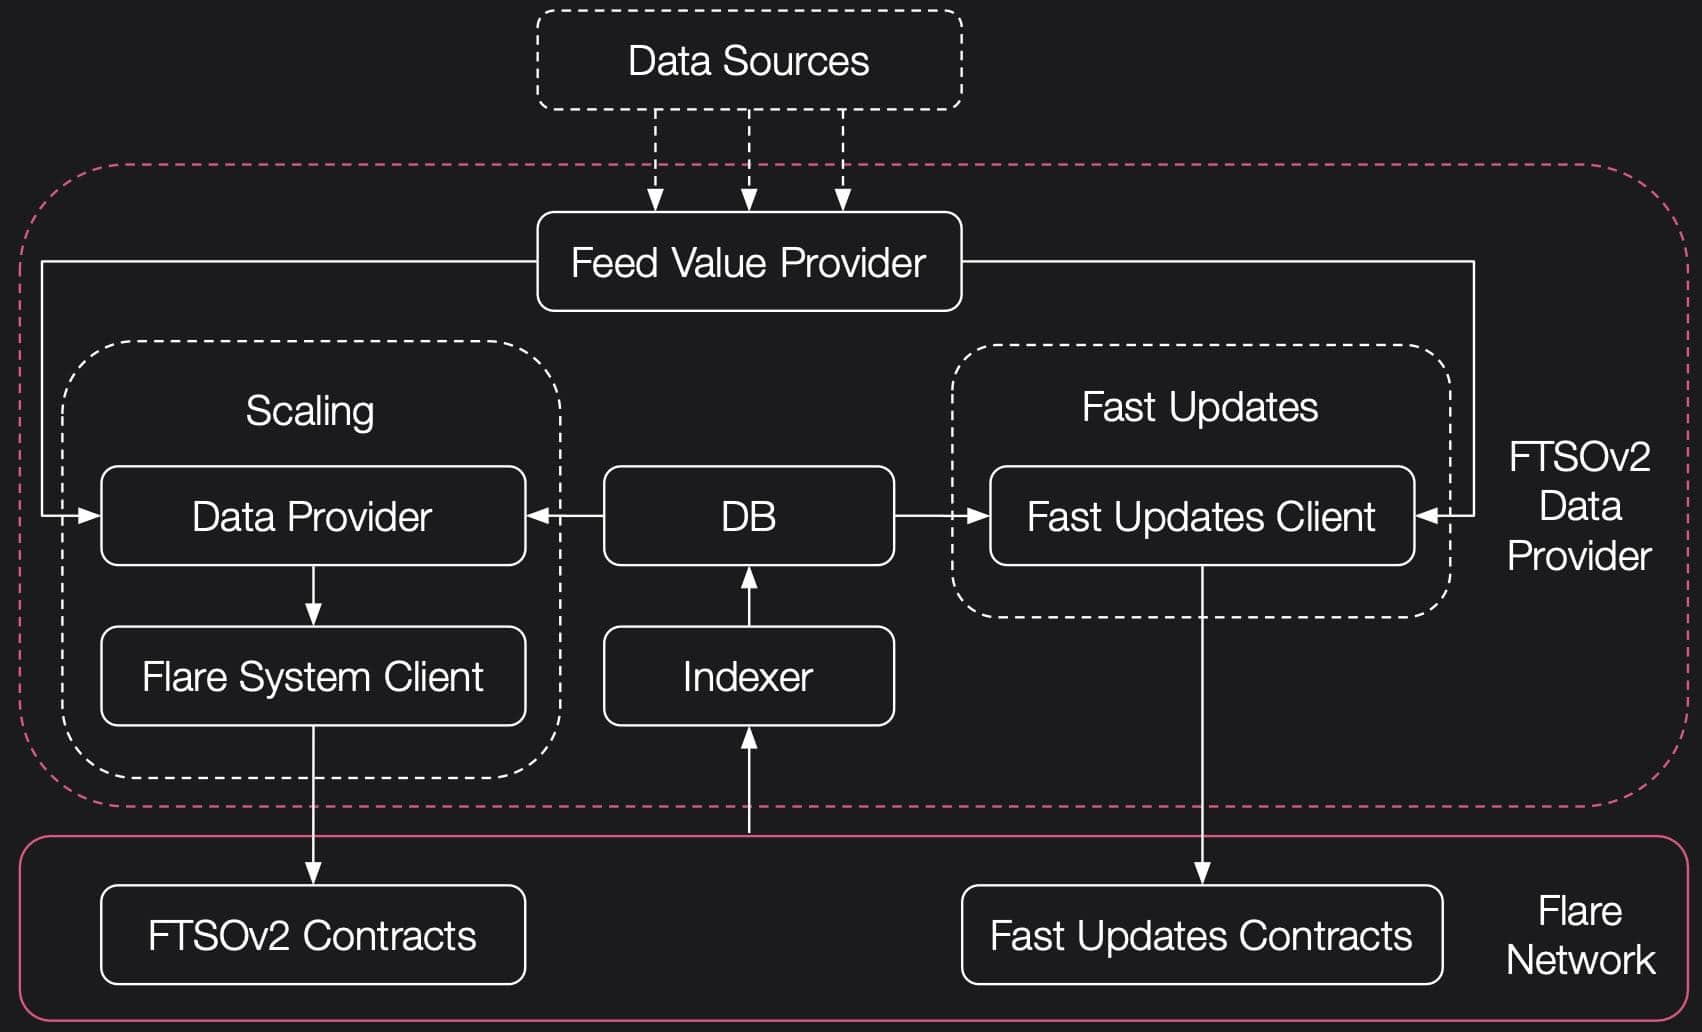 Data Sources
Feed Value Provider
Scaling
Fast Updates
Data Provider
DB
Fast Updates Client
FTSOv2
Data
Provider
Flare System Client
Indexer
FTSOv2 Contracts
Fast Updates Contracts
Flare
Network